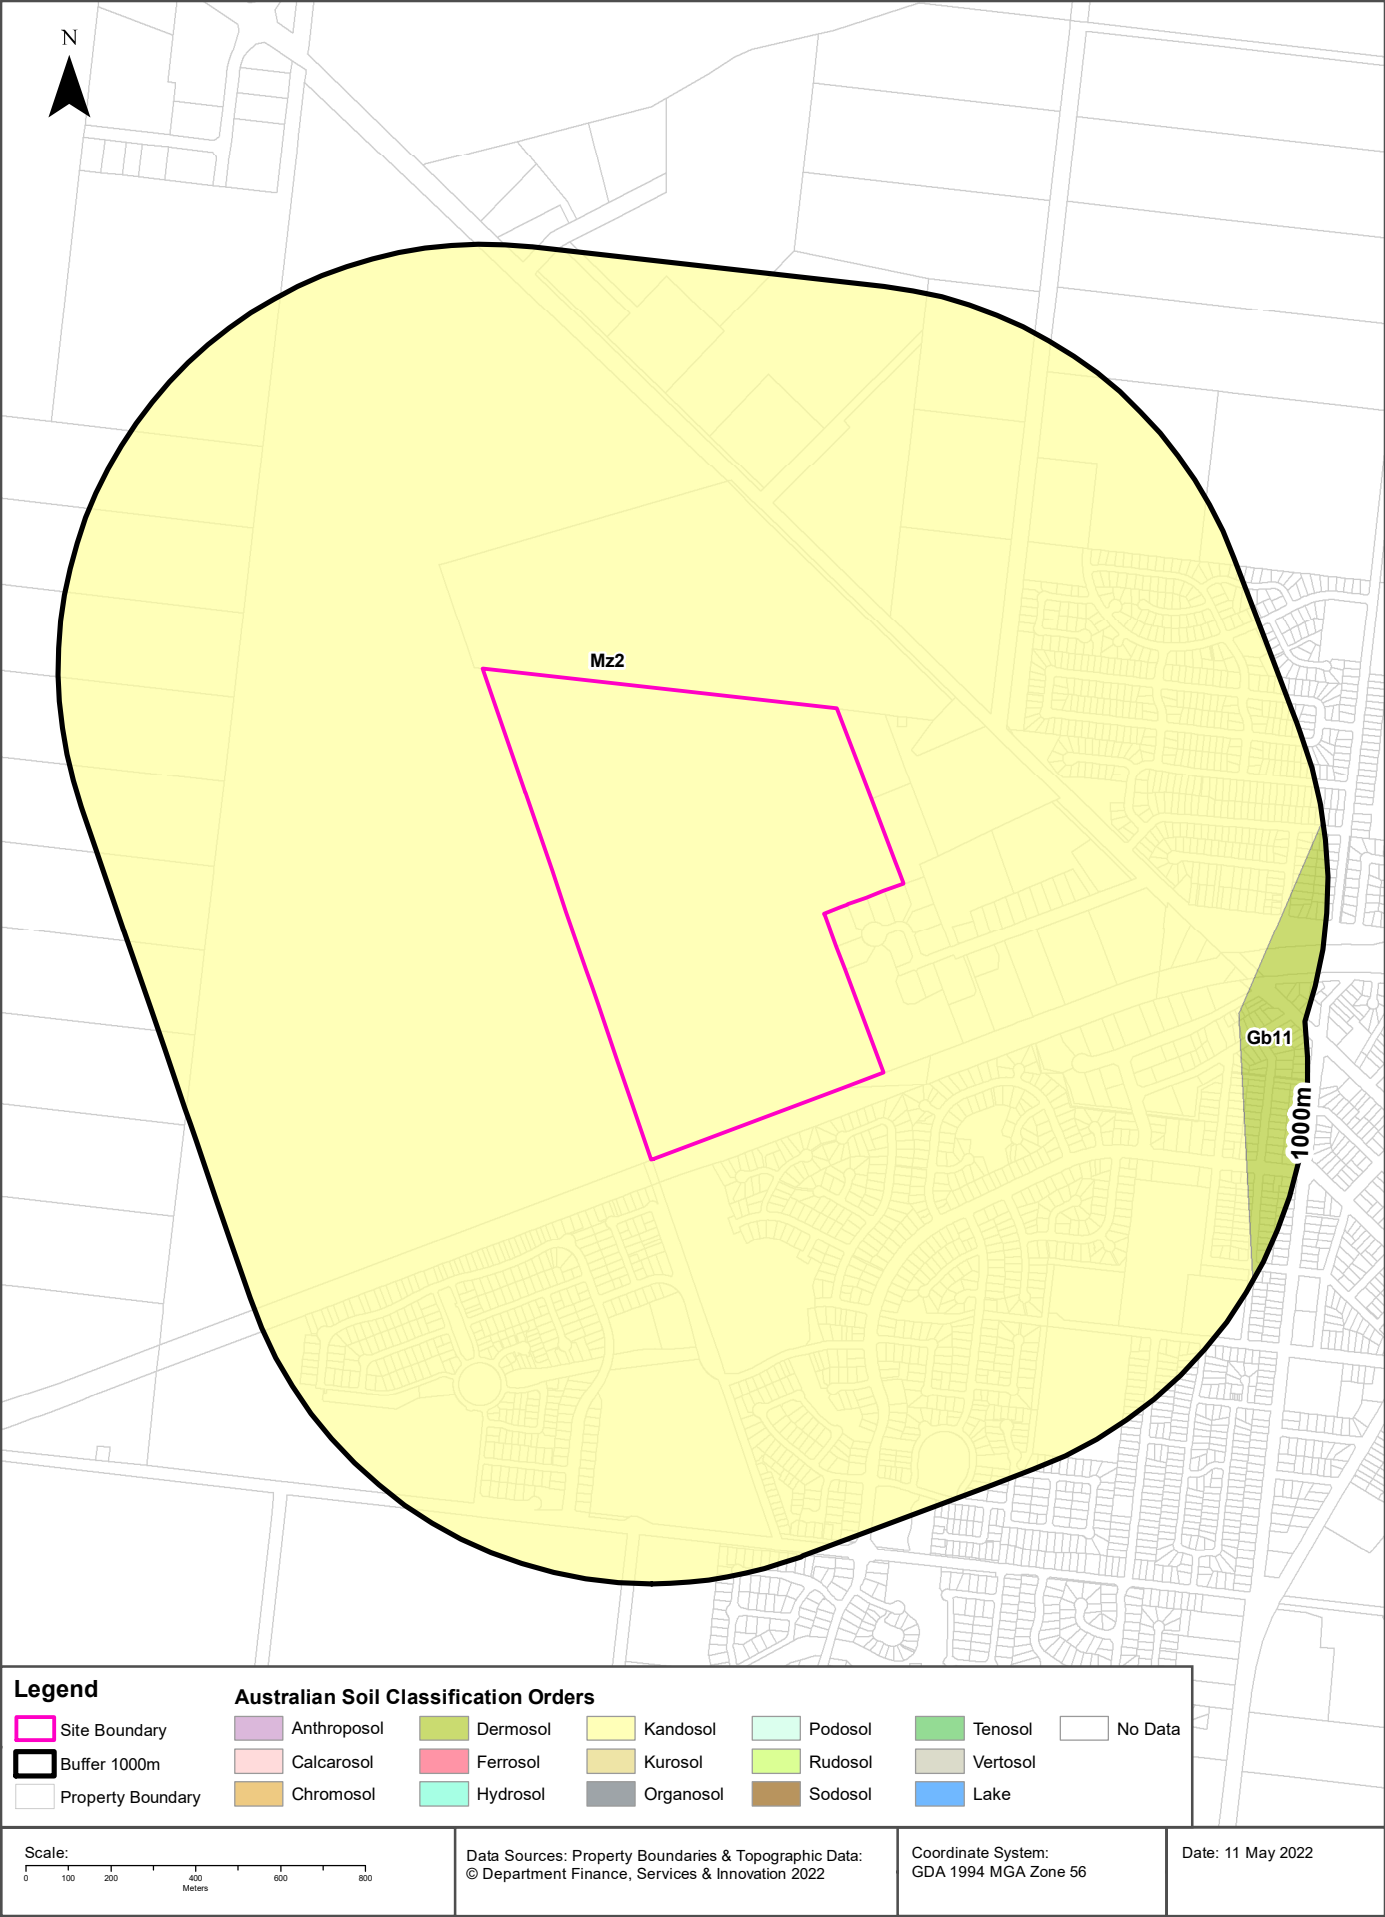 N
Mz2
Gb11
1000m
Legend
Site Boundary
Buffer 1000m
Property Boundary
Australian Soil Classification Orders
Anthroposol
Calcarosol
Chromosol
Dermosol
Ferrosol
Hydrosol
Kandosol
Kurosol
Organosol
Podosol
Rudosol
Sodosol
Tenosol
Vertosol
Lake
No Data
Scale:
0 100 200 400 600 800
Meters
Data Sources: Property Boundaries & Topographic Data:
© Department Finance, Services & Innovation 2022
Coordinate System:
GDA 1994 MGA Zone 56
Date: 11 May 2022